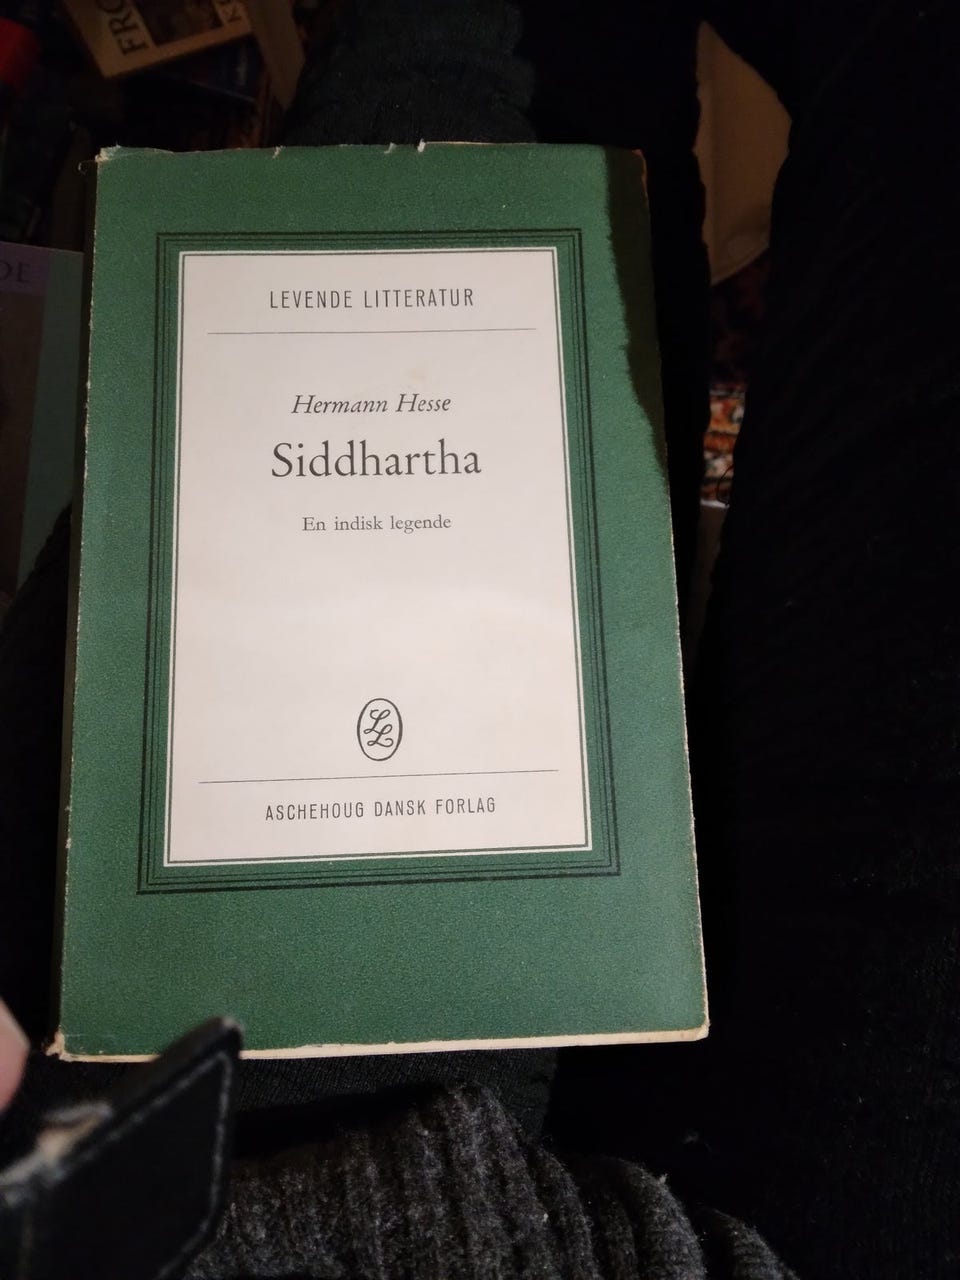 LEVENDE LITTERATUR
Hermann Hesse
Siddhartha
En indisk legende
LL
ASCHEHOUG DANSK FORLAG